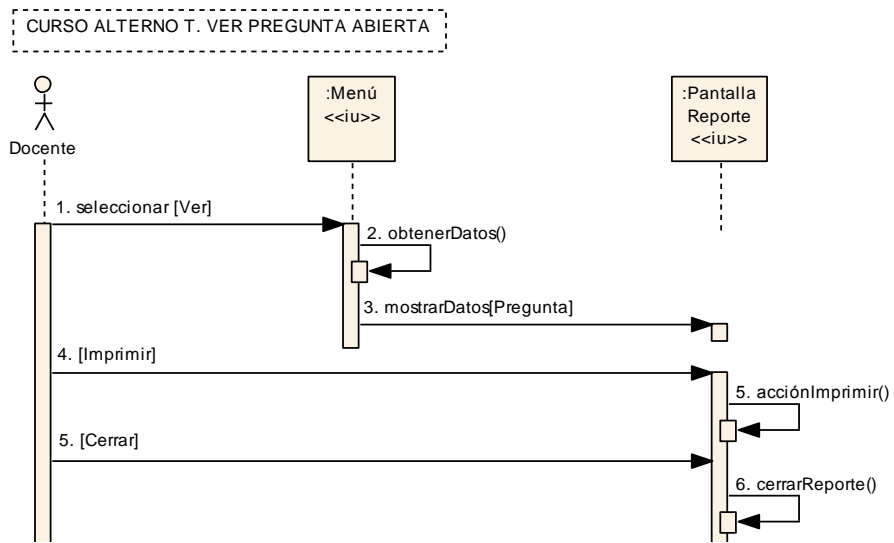 CURSO ALTERNO T. VER PREGUNTA ABIERTA
:Menú
<<iu>>
:Pantalla
Reporte
<<iu>>
Docente
1. seleccionar [Ver]
2. obtenerDatos()
3. mostrarDatos[Pregunta]
4. [Imprimir]
5. acciónImprimir()
5. [Cerrar]
6. cerrarReporte()